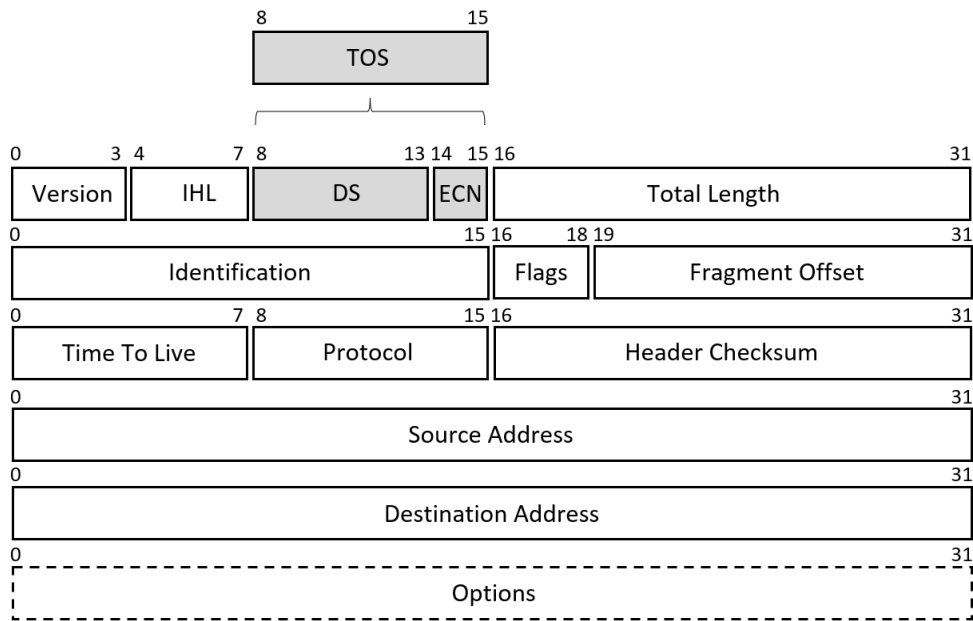 8 15
TOS
0 3 4 7 8 13 14 15 16 31
Version IHL DS ECN Total Length
0 15 16 18 19 31
Identification Flags Fragment Offset
0 7 8 15 16 31
Time To Live Protocol Header Checksum
0 31
Source Address
0 31
Destination Address
0 31
Options